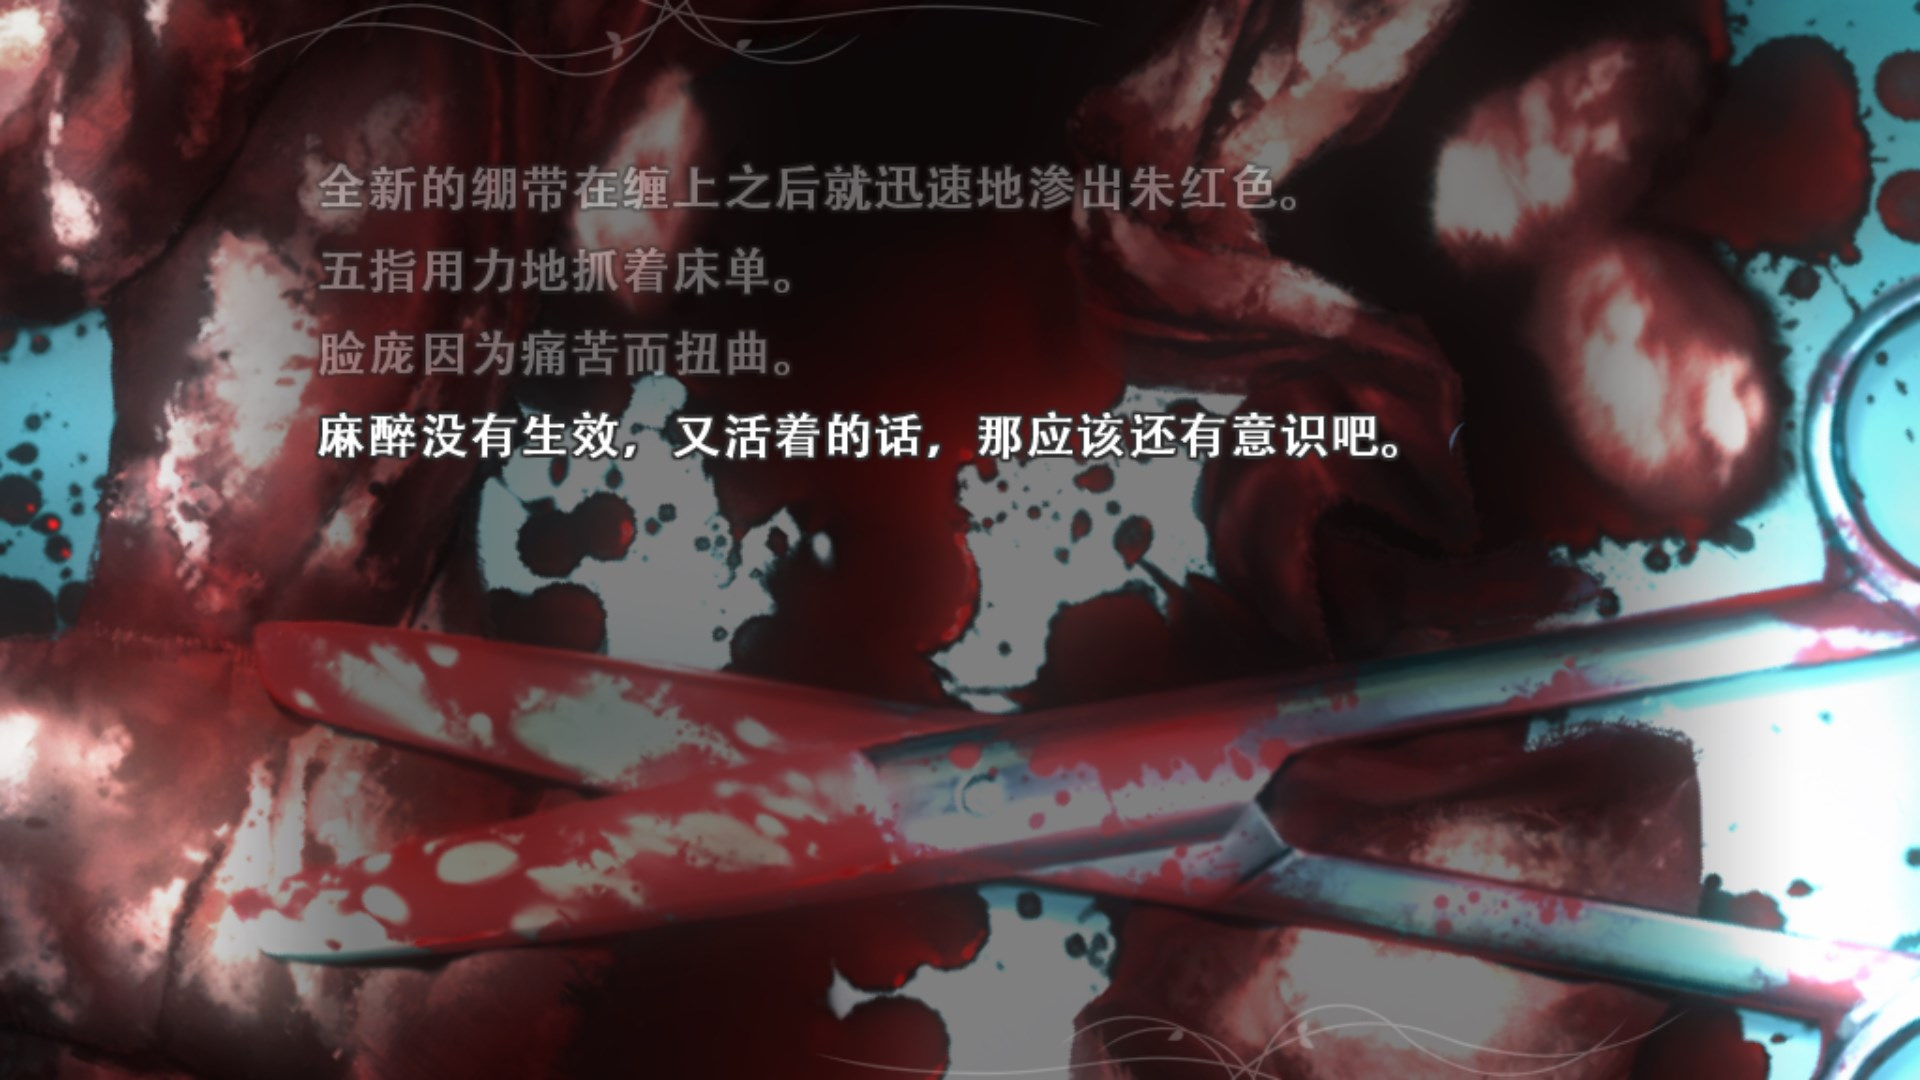 全新的绷带在缠上之后就迅速地渗出朱红色。
五指用力地抓着床单。
脸庞因为痛苦而扭曲。
麻醉没有生效，又活着的话，那应该还有意识吧。